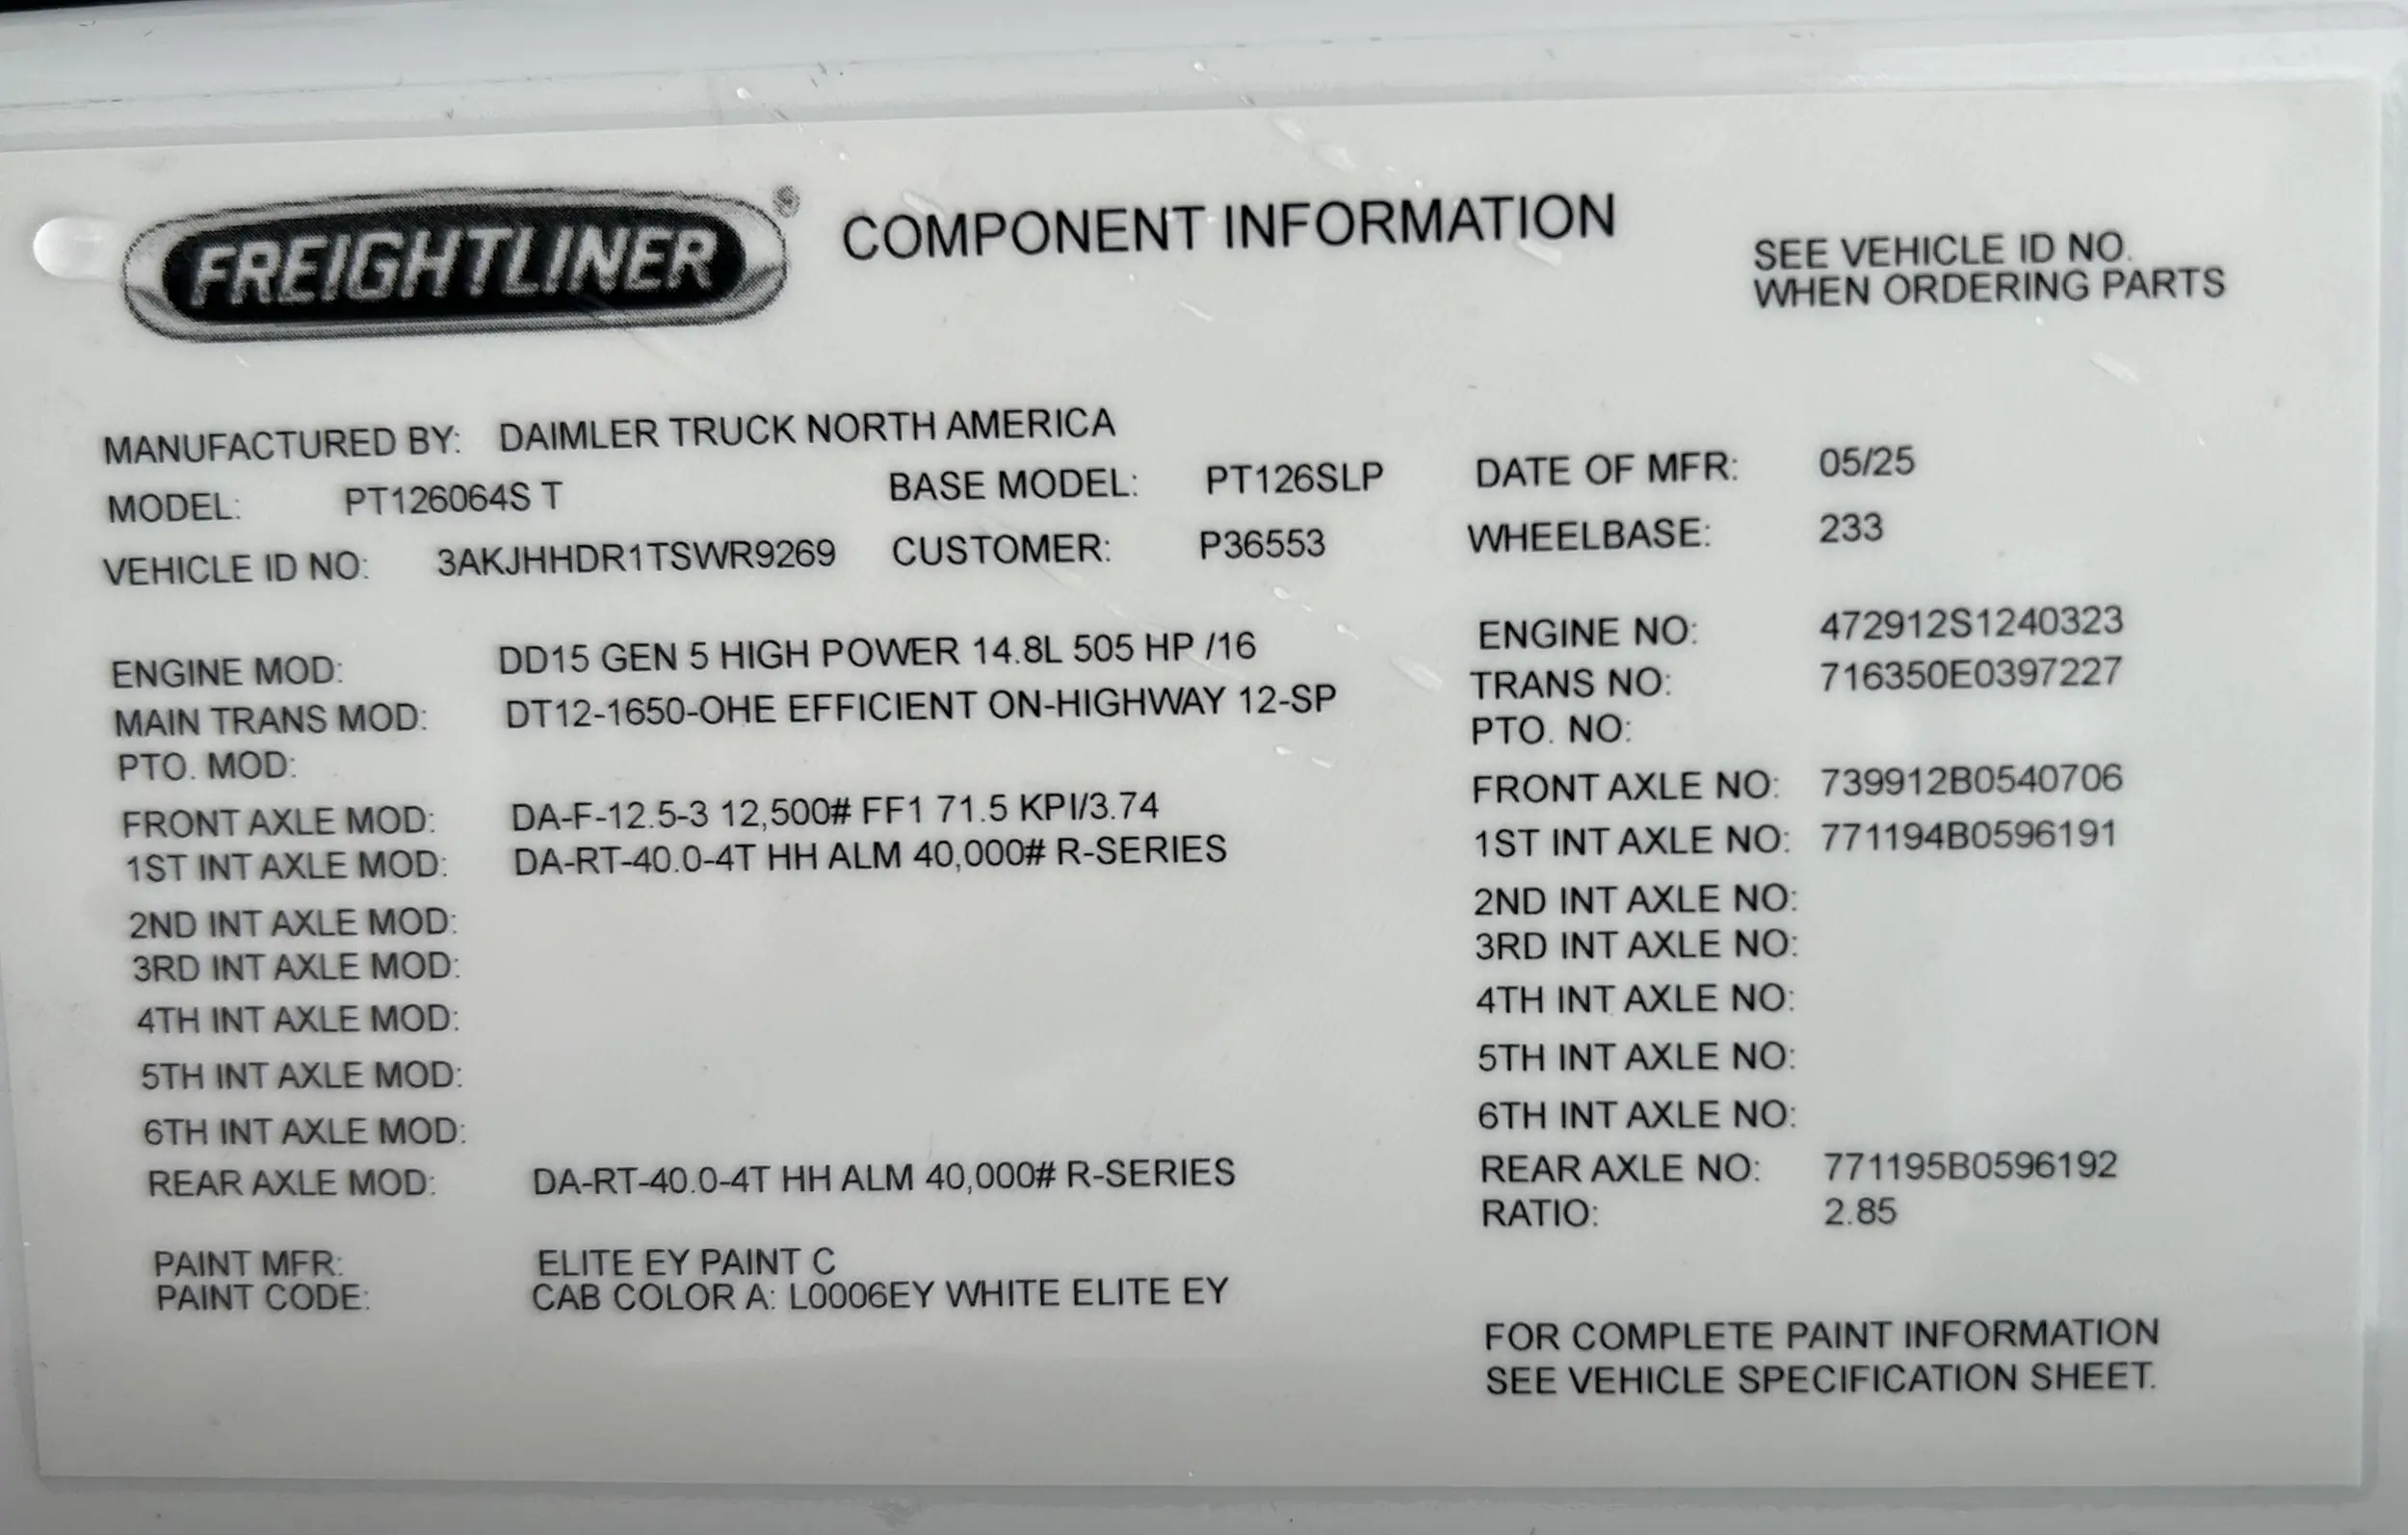 FREIGHTLINER®
COMPONENT INFORMATION
SEE VEHICLE ID NO.
WHEN ORDERING PARTS
MANUFACTURED BY: DAIMLER TRUCK NORTH AMERICA
MODEL: PT126064S T BASE MODEL: PT126SLP DATE OF MFR: 05/25
VEHICLE ID NO: 3AKJHHDR1TSWR9269 CUSTOMER: P36553 WHEELBASE: 233
ENGINE MOD: DD15 GEN 5 HIGH POWER 14.8L 505 HP /16 ENGINE NO: 472912S1240323
MAIN TRANS MOD: DT12-1650-OHE EFFICIENT ON-HIGHWAY 12-SP TRANS NO: 716350E0397227
PTO. MOD: PTO. NO:
FRONT AXLE MOD: DA-F-12.5-3 12,500# FF1 71.5 KPI/3.74 FRONT AXLE NO: 739912B0540706
1ST INT AXLE MOD: DA-RT-40.0-4T HH ALM 40,000# R-SERIES 1ST INT AXLE NO: 771194B0596191
2ND INT AXLE MOD: 2ND INT AXLE NO:
3RD INT AXLE MOD: 3RD INT AXLE NO:
4TH INT AXLE MOD: 4TH INT AXLE NO:
5TH INT AXLE MOD: 5TH INT AXLE NO:
6TH INT AXLE MOD: 6TH INT AXLE NO:
REAR AXLE MOD: DA-RT-40.0-4T HH ALM 40,000# R-SERIES REAR AXLE NO: 771195B0596192
RATIO: 2.85
PAINT MFR: ELITE EY PAINT C
PAINT CODE: CAB COLOR A: L0006EY WHITE ELITE EY
FOR COMPLETE PAINT INFORMATION
SEE VEHICLE SPECIFICATION SHEET.